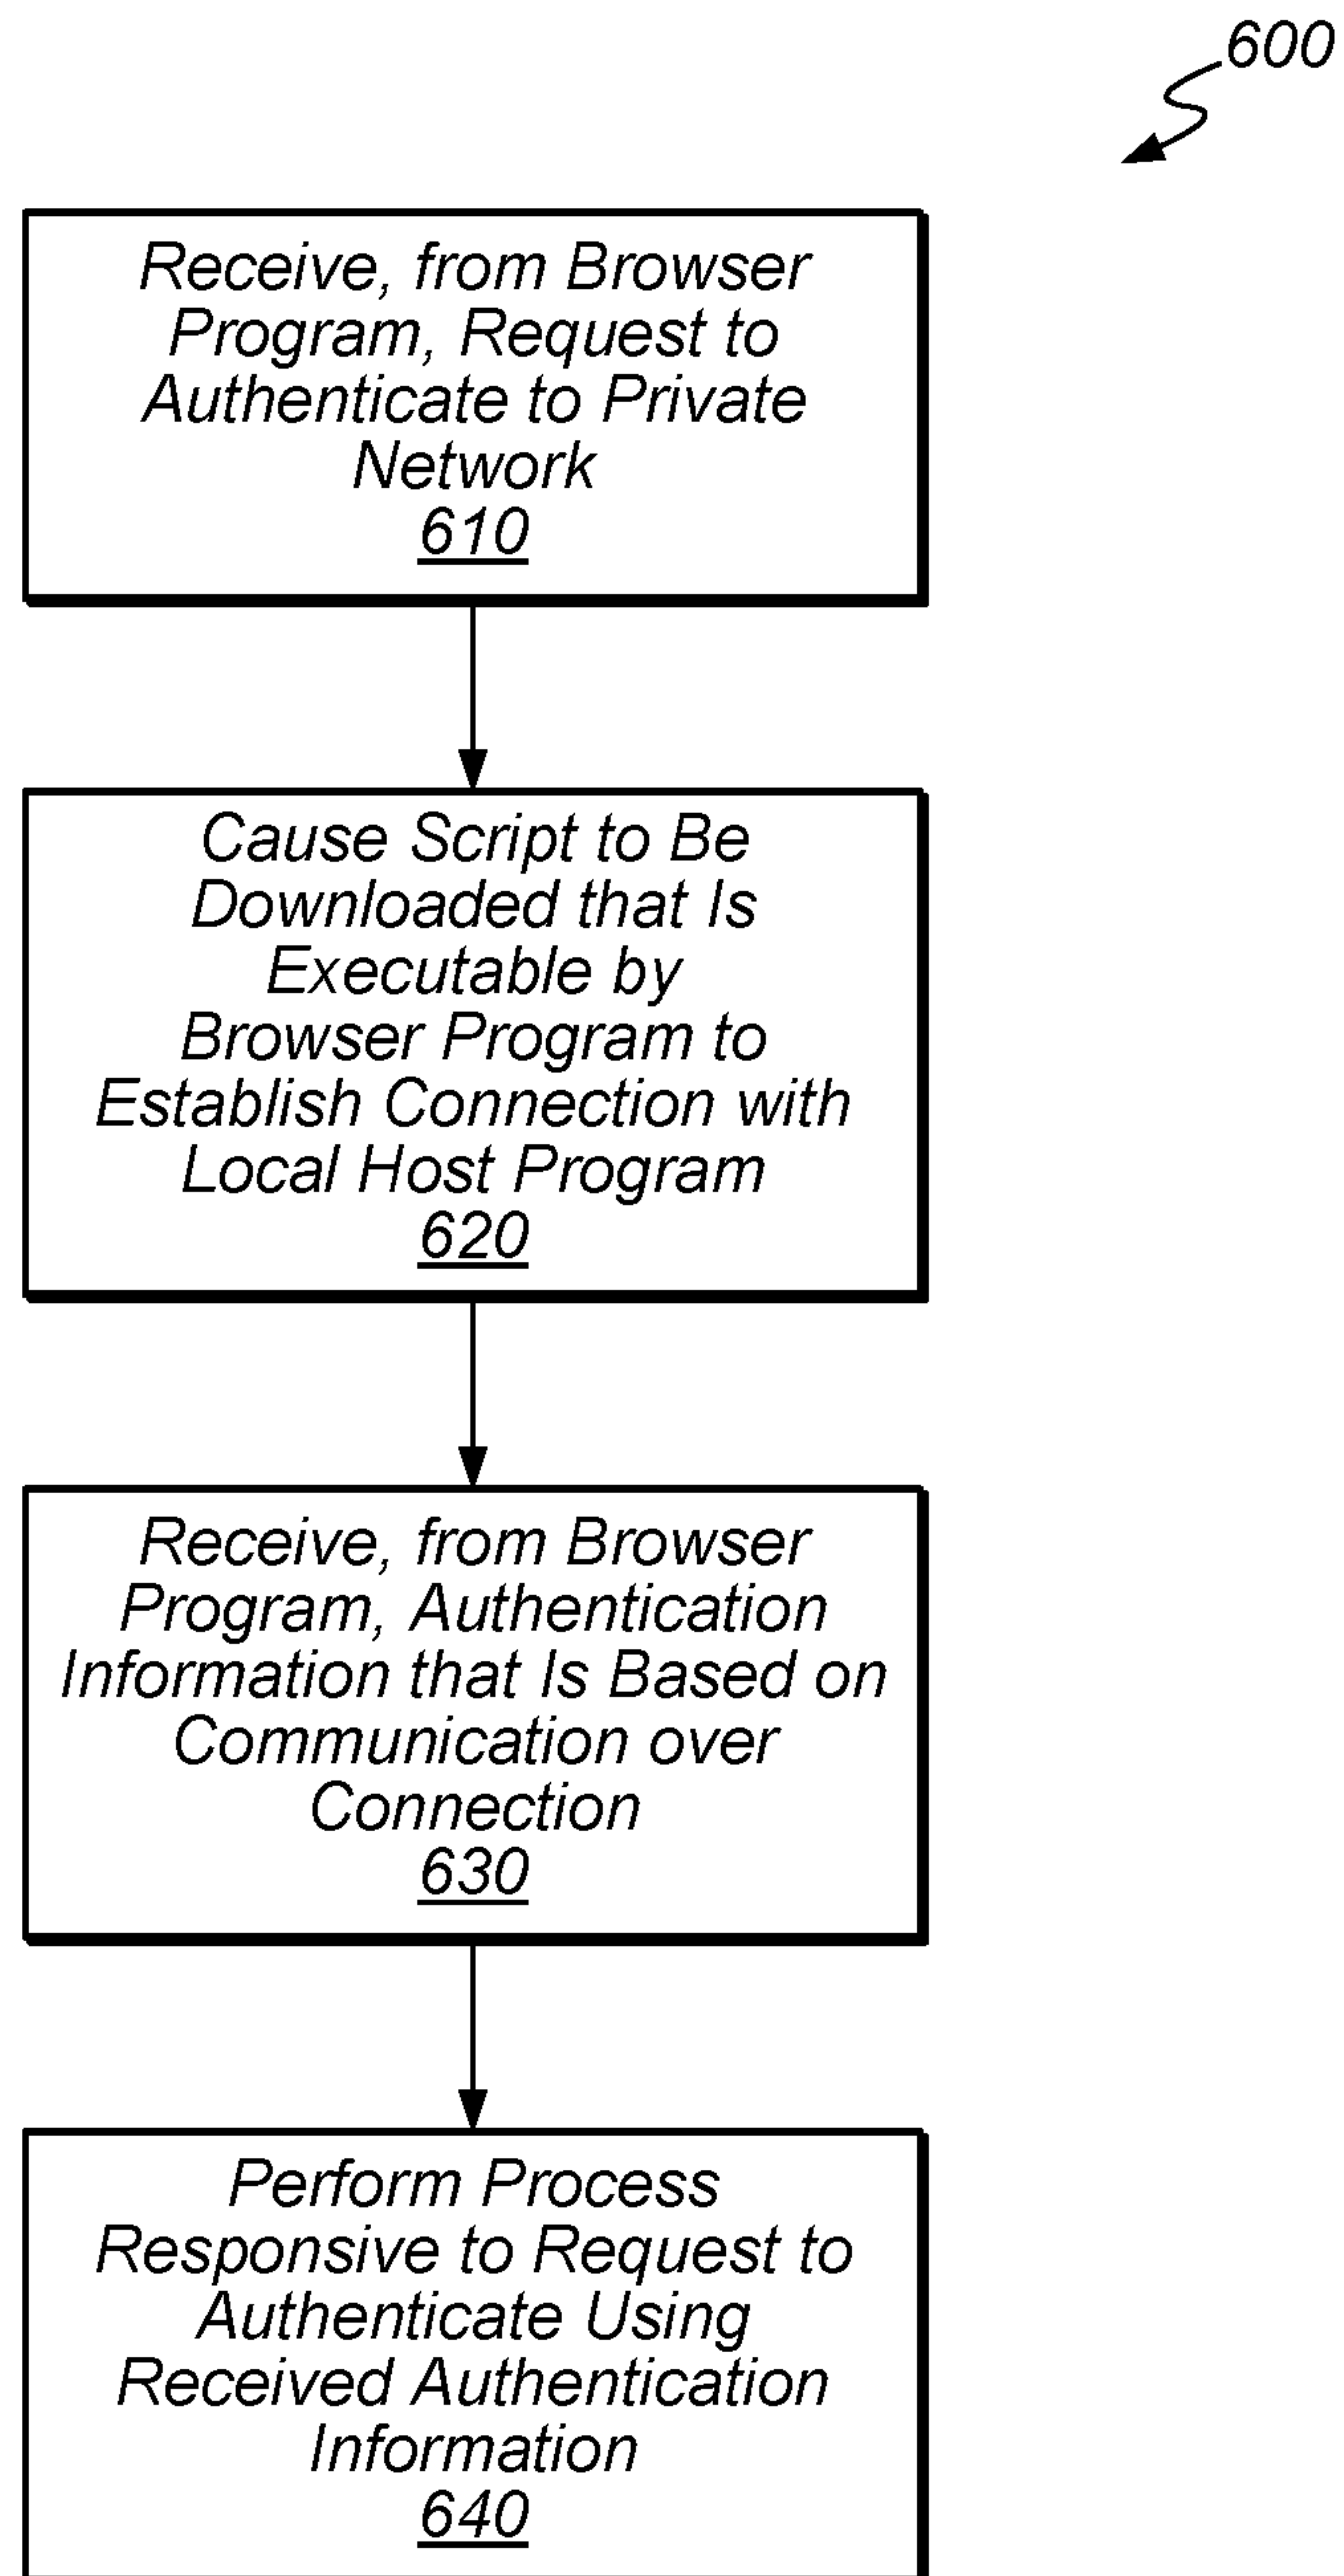 600
Receive, from Browser
Program, Request to
Authenticate to Private
Network
610
Cause Script to Be
Downloaded that Is
Executable by
Browser Program to
Establish Connection with
Local Host Program
620
Receive, from Browser
Program, Authentication
Information that Is Based on
Communication over
Connection
630
Perform Process
Responsive to Request to
Authenticate Using
Received Authentication
Information
640